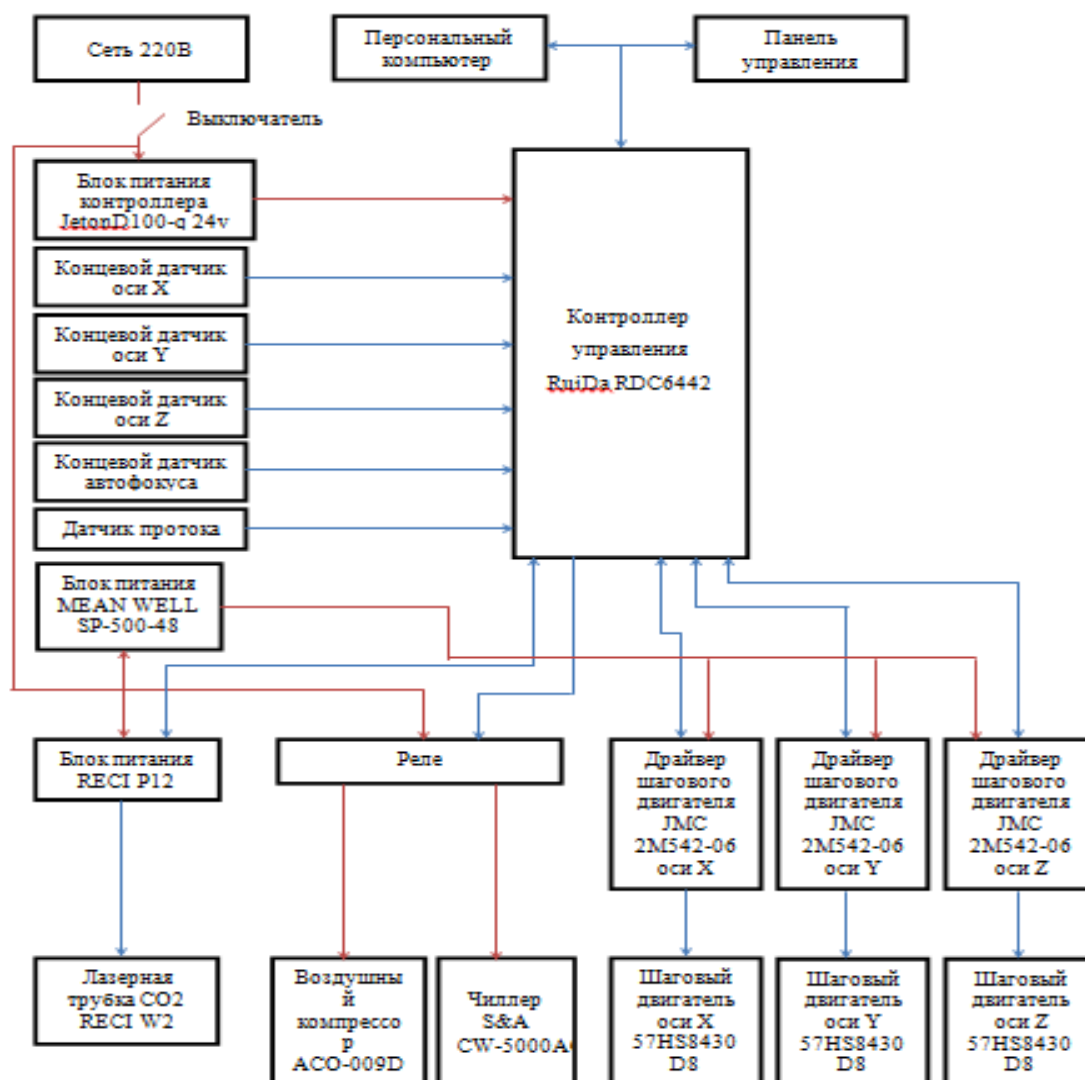 Сеть 220В
Персональный
компьютер
Панель
управления
Выключатель
Блок питания
контроллера
JetonD100-q 24v
Концевой датчик
оси X
Концевой датчик
оси Y
Концевой датчик
оси Z
Концевой датчик
автофокуса
Датчик протока
Контроллер
управления
RuiDa RDC6442
Блок питания
MEAN WELL
SP-500-48
Блок питания
RECI P12
Реле
Драйвер
шагового
двигателя
JMC
2M542-06
оси X
Драйвер
шагового
двигателя
JMC
2M542-06
оси Y
Драйвер
шагового
двигателя
JMC
2M542-06
оси Z
Лазерная
трубка CO2
RECI W2
Воздушны
й
компрессо
р
ACO-009D
Чиллер
S&A
CW-5000A
Шаговый
двигатель
оси X
57HS8430
D8
Шаговый
двигатель
оси Y
57HS8430
D8
Шаговый
двигатель
оси Z
57HS8430
D8